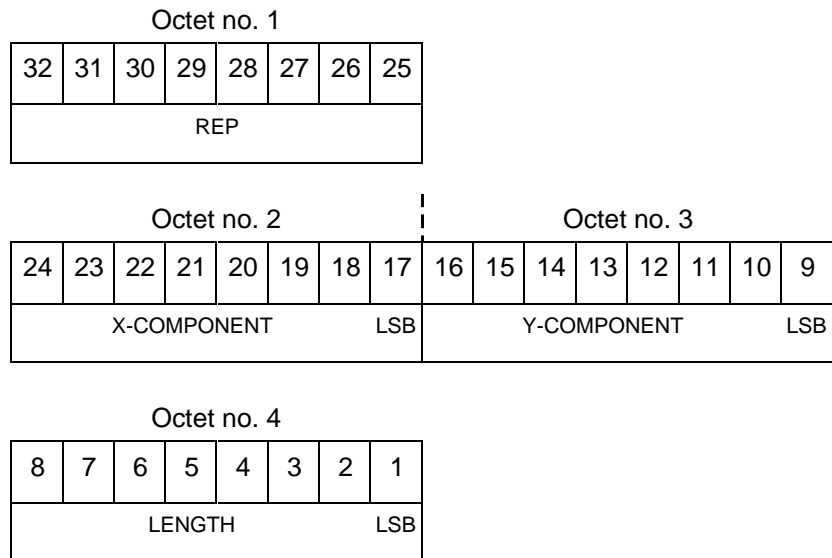 Octet no. 1
32 31 30 29 28 27 26 25
REP
Octet no. 2 Octet no. 3
24 23 22 21 20 19 18 17 16 15 14 13 12 11 10 9
X-COMPONENT LSB Y-COMPONENT LSB
Octet no. 4
8 7 6 5 4 3 2 1
LENGTH LSB